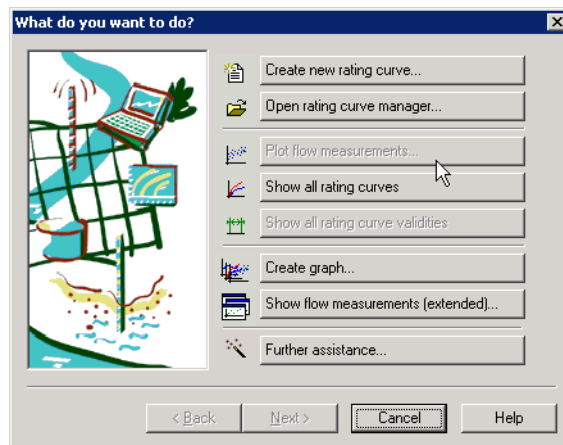 What do you want to do?
Create new rating curve...
Open rating curve manager...
Plot flow measurements...
Show all rating curves
Show all rating curve validities
Create graph...
Show flow measurements (extended)...
Further assistance...
< Back
Next >
Cancel
Help